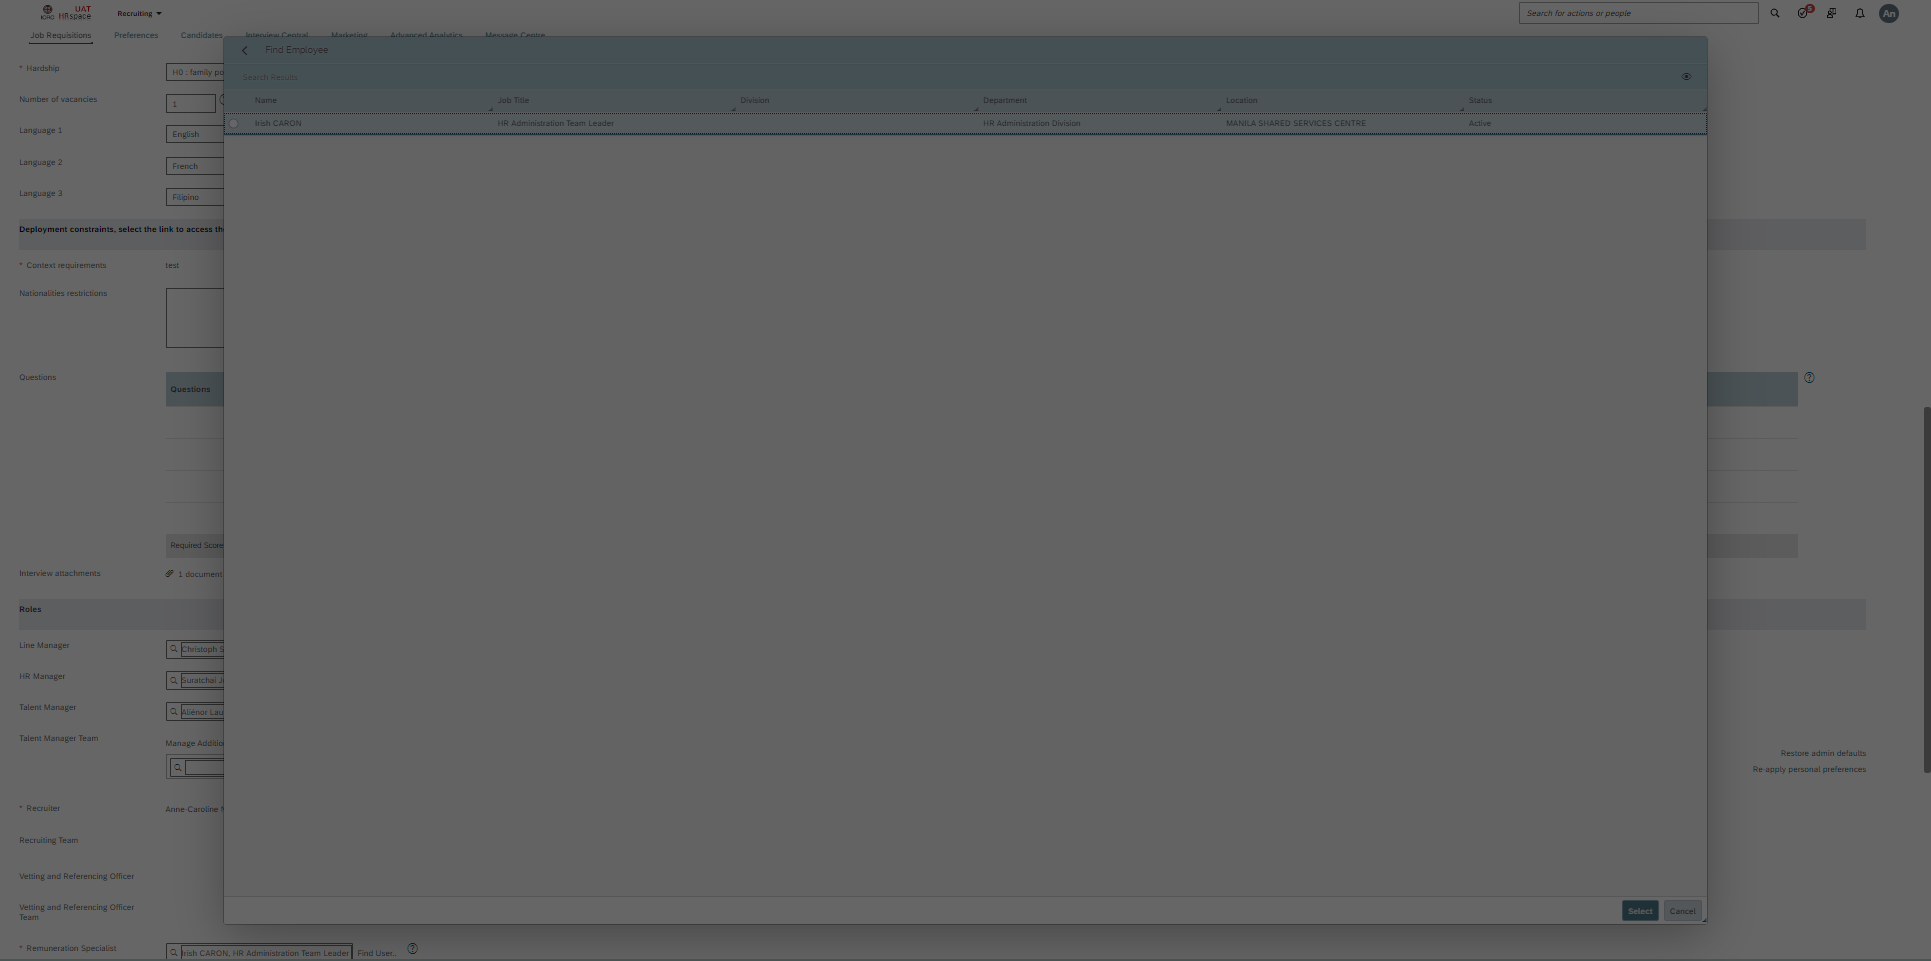 ICRC UAT HRspace Recruiting
Search for actions or people
5
An
Job Requisitions Preferences Candidates Interview Central Marketing Advanced Analytics Message Centre
Find Employee
Search Results
Name Job Title Division Department Location Status
Irish CARON HR Administration Team Leader HR Administration Division MANILA SHARED SERVICES CENTRE Active
* Hardship H0 : family po
Number of vacancies 1
Language 1 English
Language 2 French
Language 3 Filipino
Deployment constraints, select the link to access th
* Context requirements test
Nationalities restrictions
Questions
Questions
Required Score
Interview attachments 1 document
Roles
Line Manager Christoph S
HR Manager Suratchai J
Talent Manager Aliénor Lau
Talent Manager Team Manage Additio
Restore admin defaults
Re-apply personal preferences
* Recruiter Anne-Caroline
Recruiting Team
Vetting and Referencing Officer
Vetting and Referencing Officer
Team
Select Cancel
* Remuneration Specialist Irish CARON, HR Administration Team Leader Find User...